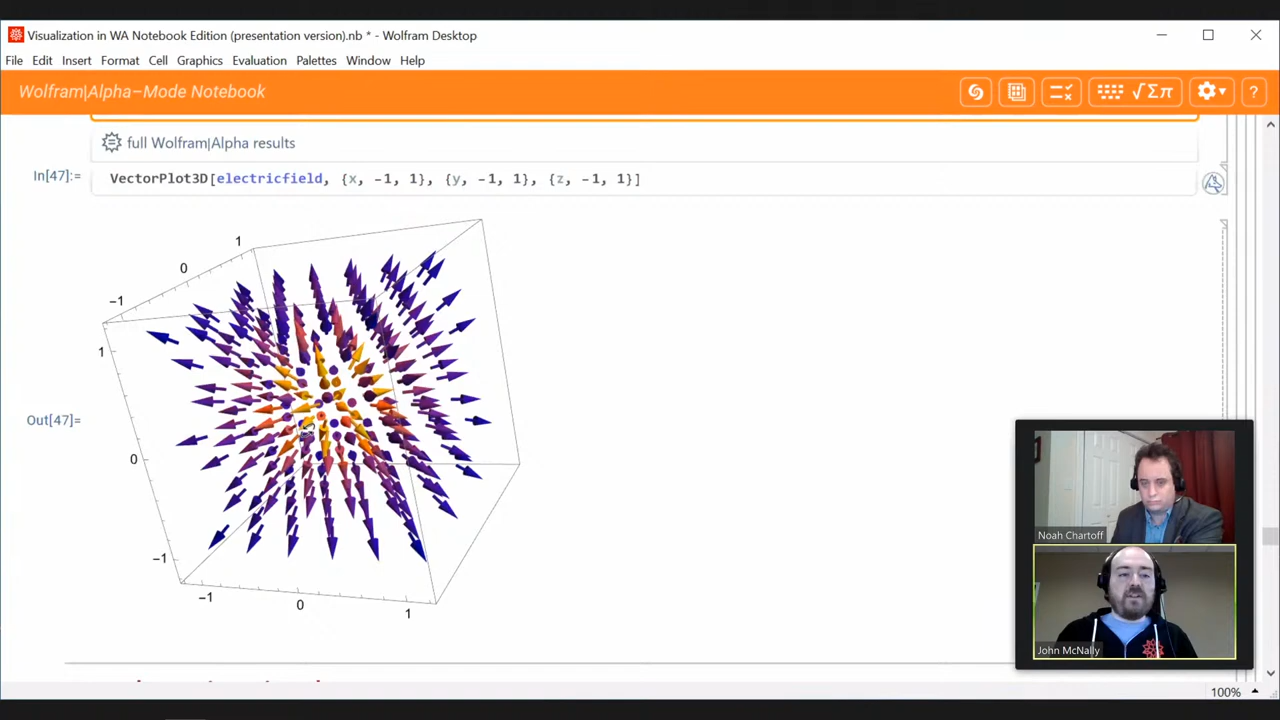 Visualization in WA Notebook Edition (presentation version).nb * - Wolfram Desktop
File Edit Insert Format Cell Graphics Evaluation Palettes Window Help
Wolfram|Alpha-Mode Notebook
√Σπ
?
full Wolfram|Alpha results
In[47]:=
VectorPlot3D[electricfield, {x, -1, 1}, {y, -1, 1}, {z, -1, 1}]
1
0
-1
1
Out[47]=
0
-1
-1
0
1
Noah Chartoff
John McNally
100%